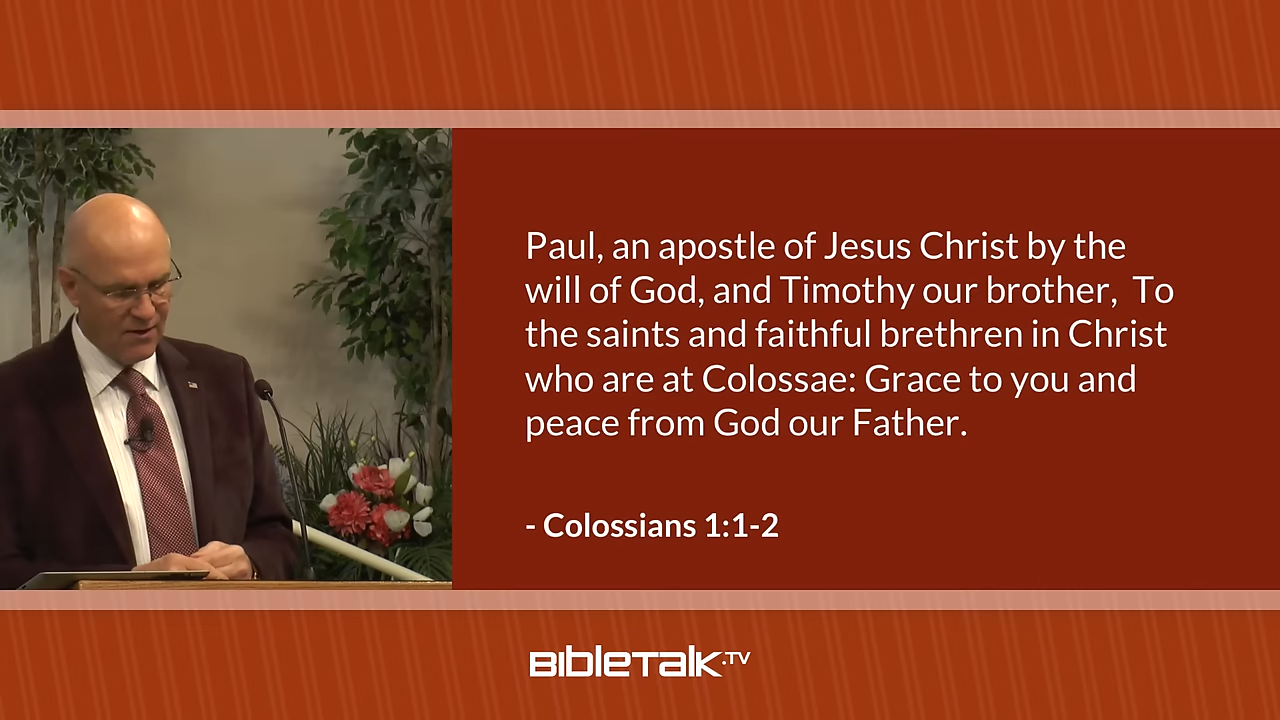 Paul, an apostle of Jesus Christ by the
will of God, and Timothy our brother,  To
the saints and faithful brethren in Christ
who are at Colossae: Grace to you and
peace from God our Father.
- Colossians 1:1-2
BIBLETALK.TV